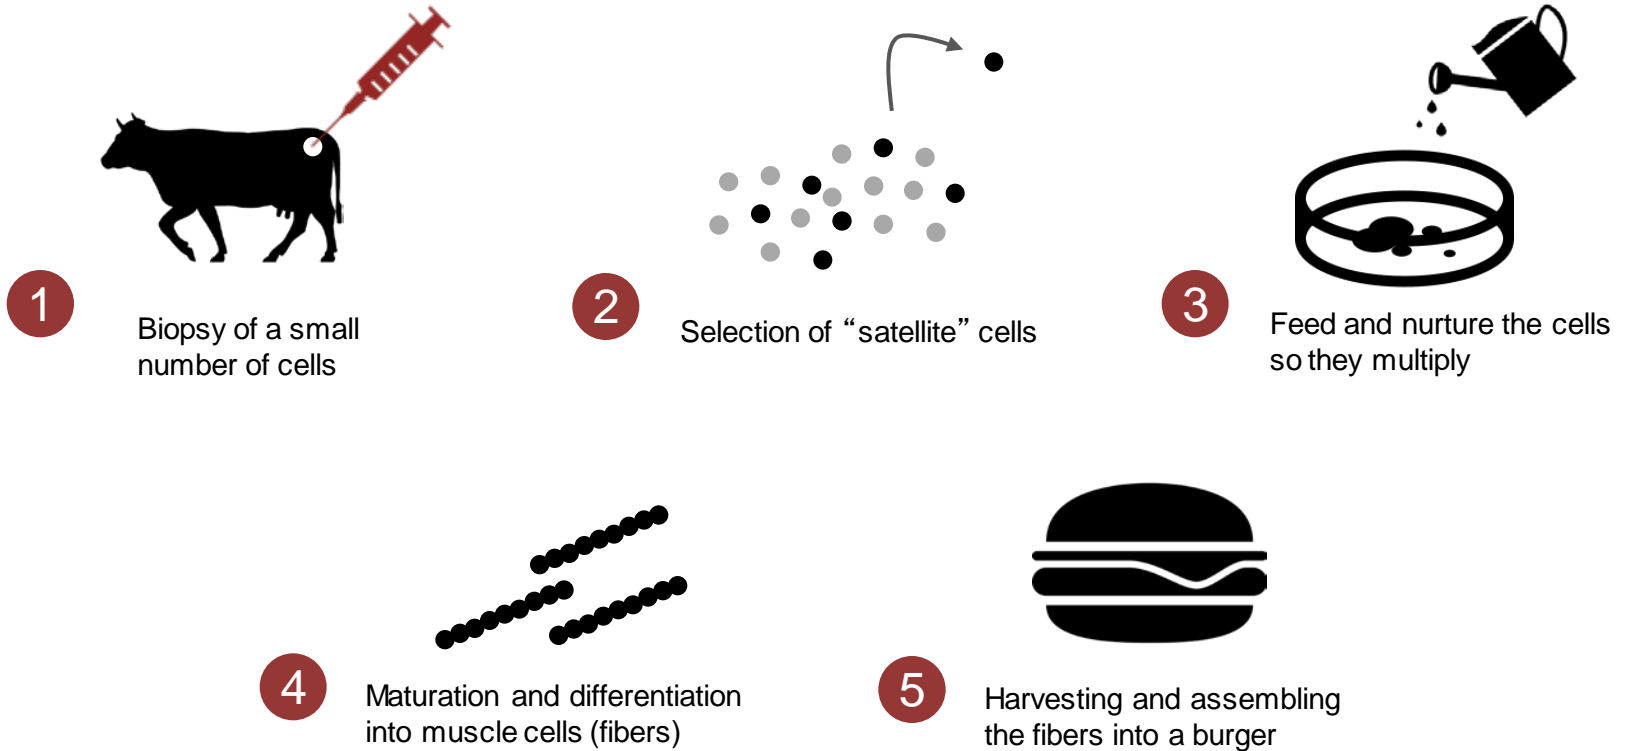 1
Biopsy of a small
number of cells
2
Selection of “satellite” cells
3
Feed and nurture the cells
so they multiply
4
Maturation and differentiation
into muscle cells (fibers)
5
Harvesting and assembling
the fibers into a burger